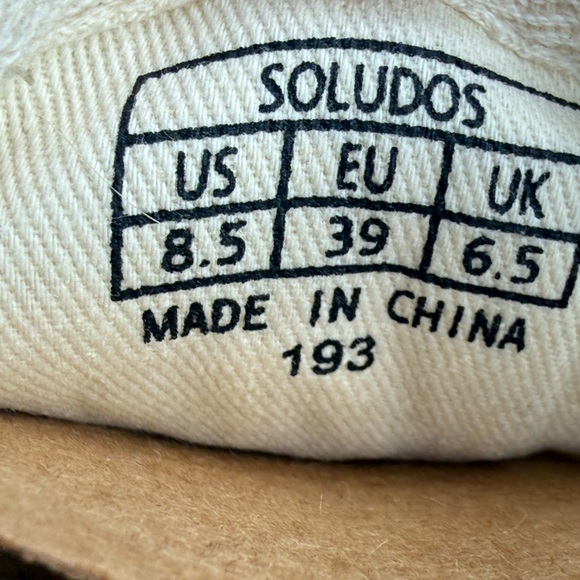 SOLUDOS
US EU UK
8.5 39 6.5
MADE IN CHINA
193